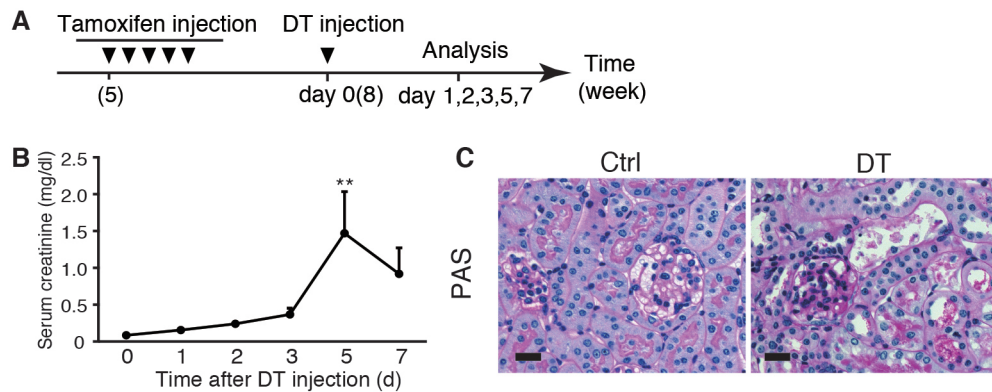 A
Tamoxifen injection
DT injection
Analysis
Time
(week)
(5)
day 0(8)
day 1,2,3,5,7
B
Serum creatinine (mg/dl)
2.5
2.0
1.5
1.0
0.5
0
**
0 1 2 3 5 7
Time after DT injection (d)
C
Ctrl
DT
PAS